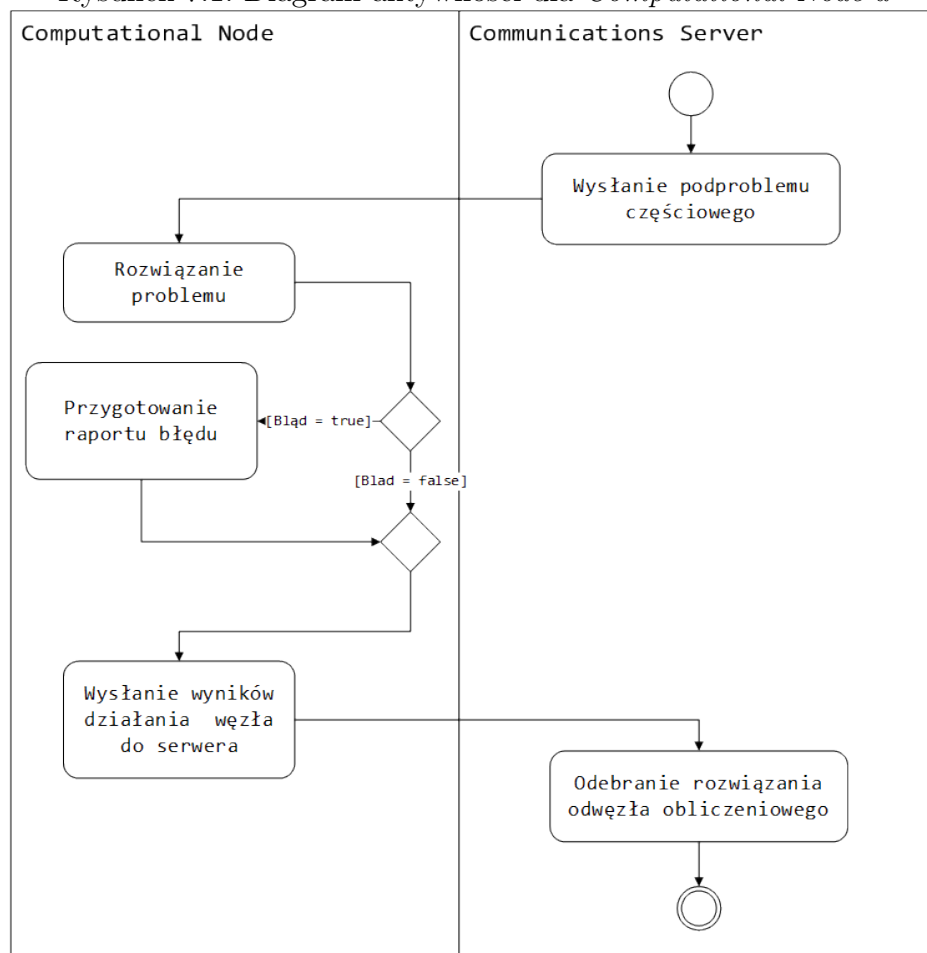 Computational Node
Communications Server
Wysłanie podproblemu
częściowego
Rozwiązanie
problemu
Przygotowanie
raportu błędu
[Błąd = true]
[Blad = false]
Wysłanie wyników
działania węzła
do serwera
Odebranie rozwiązania
odwęzła obliczeniowego